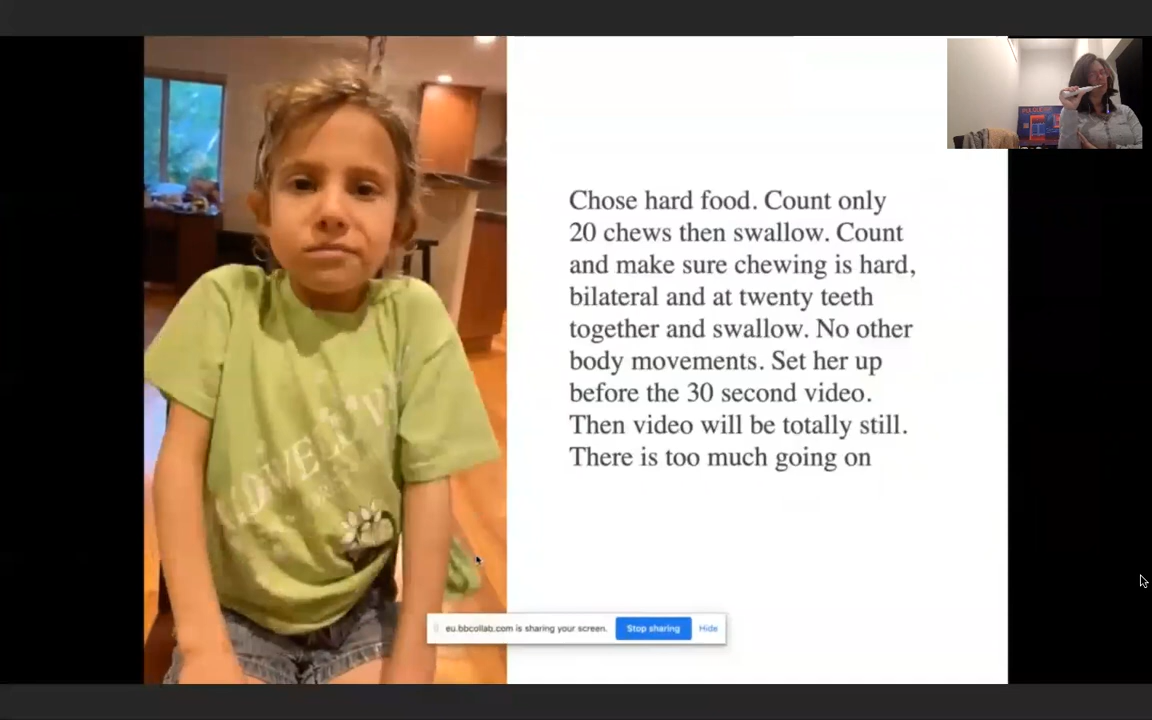 Chose hard food. Count only
20 chews then swallow. Count
and make sure chewing is hard,
bilateral and at twenty teeth
together and swallow. No other
body movements. Set her up
before the 30 second video.
Then video will be totally still.
There is too much going on
eu.bbcollab.com is sharing your screen.
Stop sharing
Hide